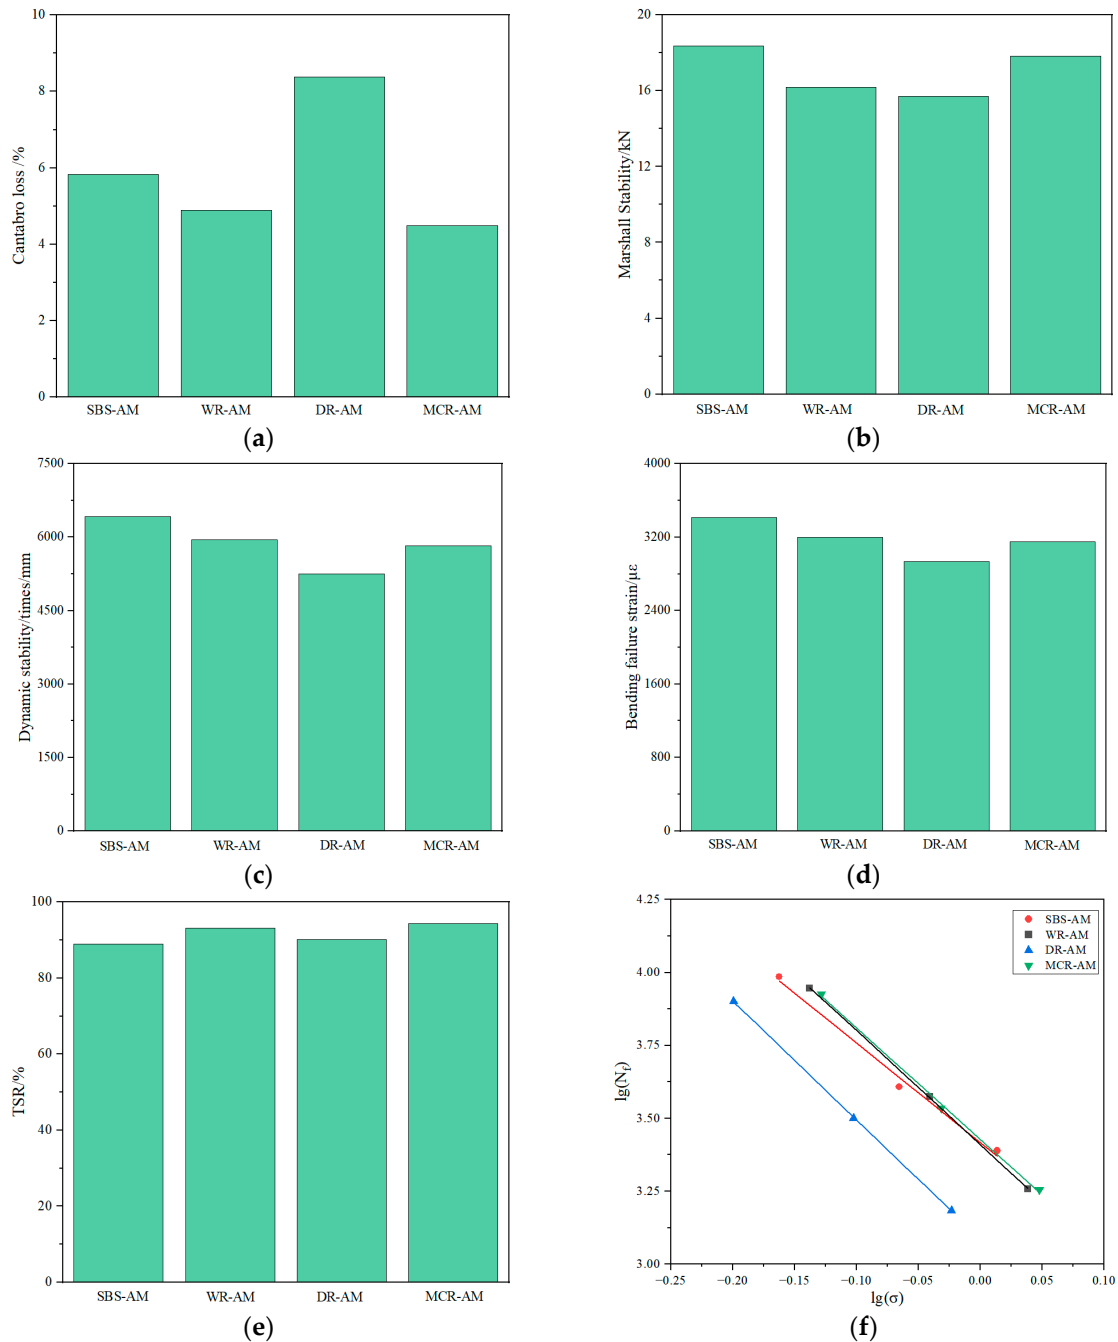 10
8
6
4
2
0
Cantabro loss /%
SBS-AM WR-AM DR-AM MCR-AM
(a)
20
16
12
8
4
0
Marshall Stability/kN
SBS-AM WR-AM DR-AM MCR-AM
(b)
7500
6000
4500
3000
1500
0
Dynamic stability/times/mm
SBS-AM WR-AM DR-AM MCR-AM
(c)
4000
3200
2400
1600
800
0
Bending failure strain/με
SBS-AM WR-AM DR-AM MCR-AM
(d)
100
80
60
40
20
0
TSR/%
SBS-AM WR-AM DR-AM MCR-AM
(e)
4.25
4.00
3.75
3.50
3.25
3.00
lg(Nf)
SBS-AM
WR-AM
DR-AM
MCR-AM
−0.25 −0.20 −0.15 −0.10 −0.05 0.00 0.05 0.10
lg(σ)
(f)